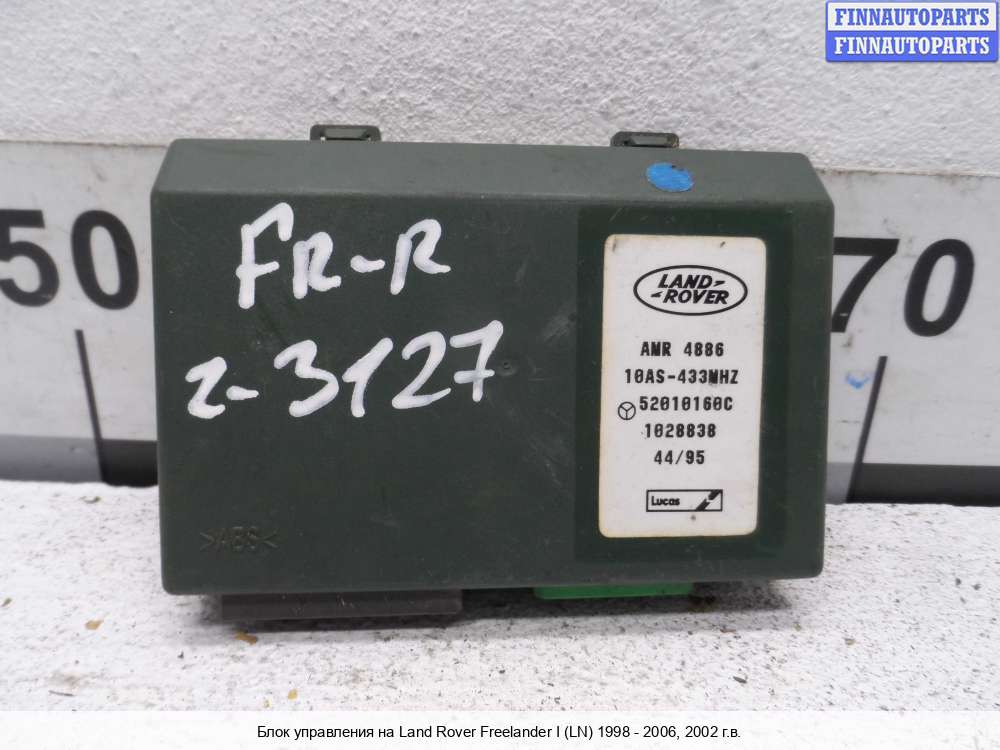 FINNAUTOPARTS
FINNAUTOPARTS
50
70
FR-R
2-3127
LAND-
-ROVER
AMR 4886
10AS-433MHZ
52010160C
1028838
44/95
Lucas
>ABS<
Блок управления на Land Rover Freelander I (LN) 1998 - 2006, 2002 г.в.